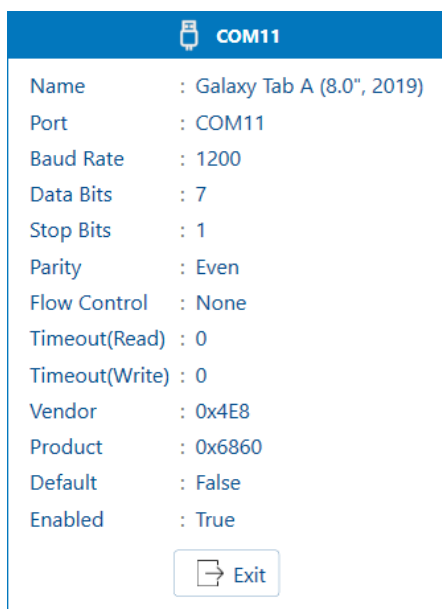 COM11
Name : Galaxy Tab A (8.0", 2019)
Port : COM11
Baud Rate : 1200
Data Bits : 7
Stop Bits : 1
Parity : Even
Flow Control : None
Timeout(Read) : 0
Timeout(Write) : 0
Vendor : 0x4E8
Product : 0x6860
Default : False
Enabled : True
Exit